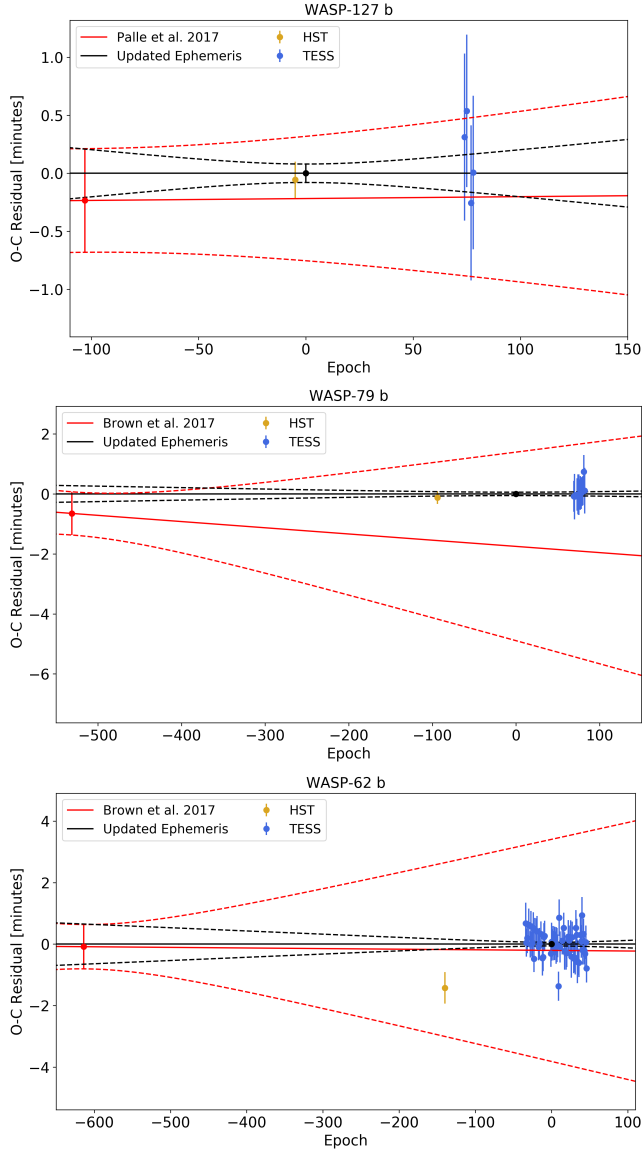 WASP-127 b
Palle et al. 2017
Updated Ephemeris
HST
TESS
O-C Residual [minutes]
1.0
0.5
0.0
−0.5
−1.0
−100
−50
0
50
100
150
Epoch
WASP-79 b
Brown et al. 2017
Updated Ephemeris
HST
TESS
O-C Residual [minutes]
2
0
−2
−4
−6
−500
−400
−300
−200
−100
0
100
Epoch
WASP-62 b
Brown et al. 2017
Updated Ephemeris
HST
TESS
O-C Residual [minutes]
4
2
0
−2
−4
−600
−500
−400
−300
−200
−100
0
100
Epoch